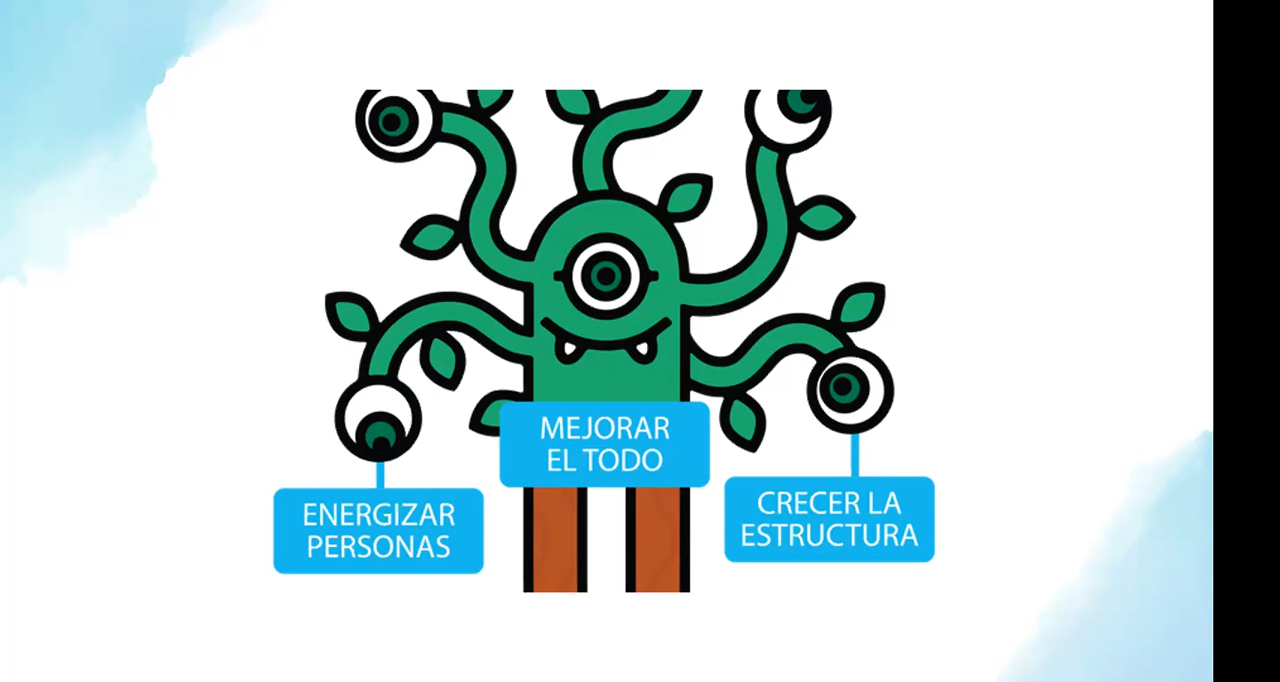 MEJORAR
EL TODO
ENERGIZAR
PERSONAS
CRECER LA
ESTRUCTURA